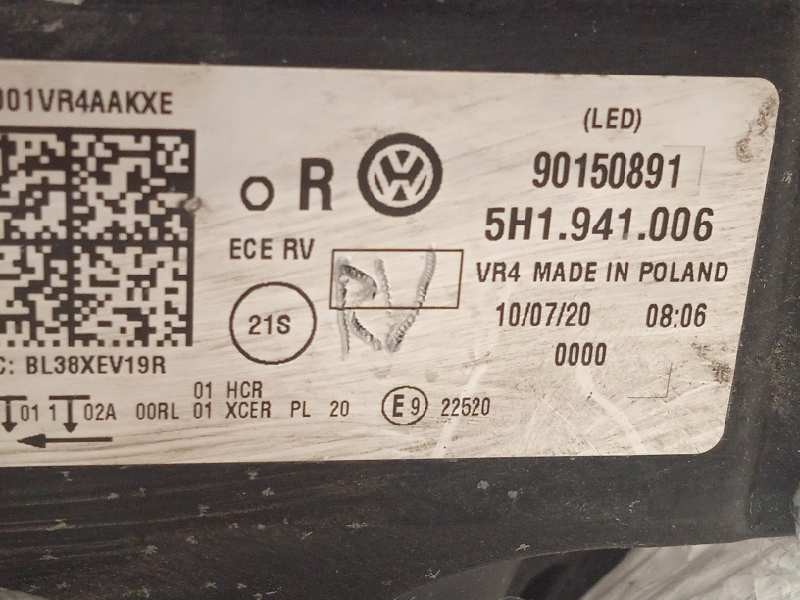 001VR4AAKXE
(LED)
90150891
o R
5H1.941.006
ECE RV
RV
VR4 MADE IN POLAND
21S
10/07/20 08:06
0000
C: BL38XEV19R
01 HCR
01 1 02A 00RL 01 XCER PL 20 E9 22520